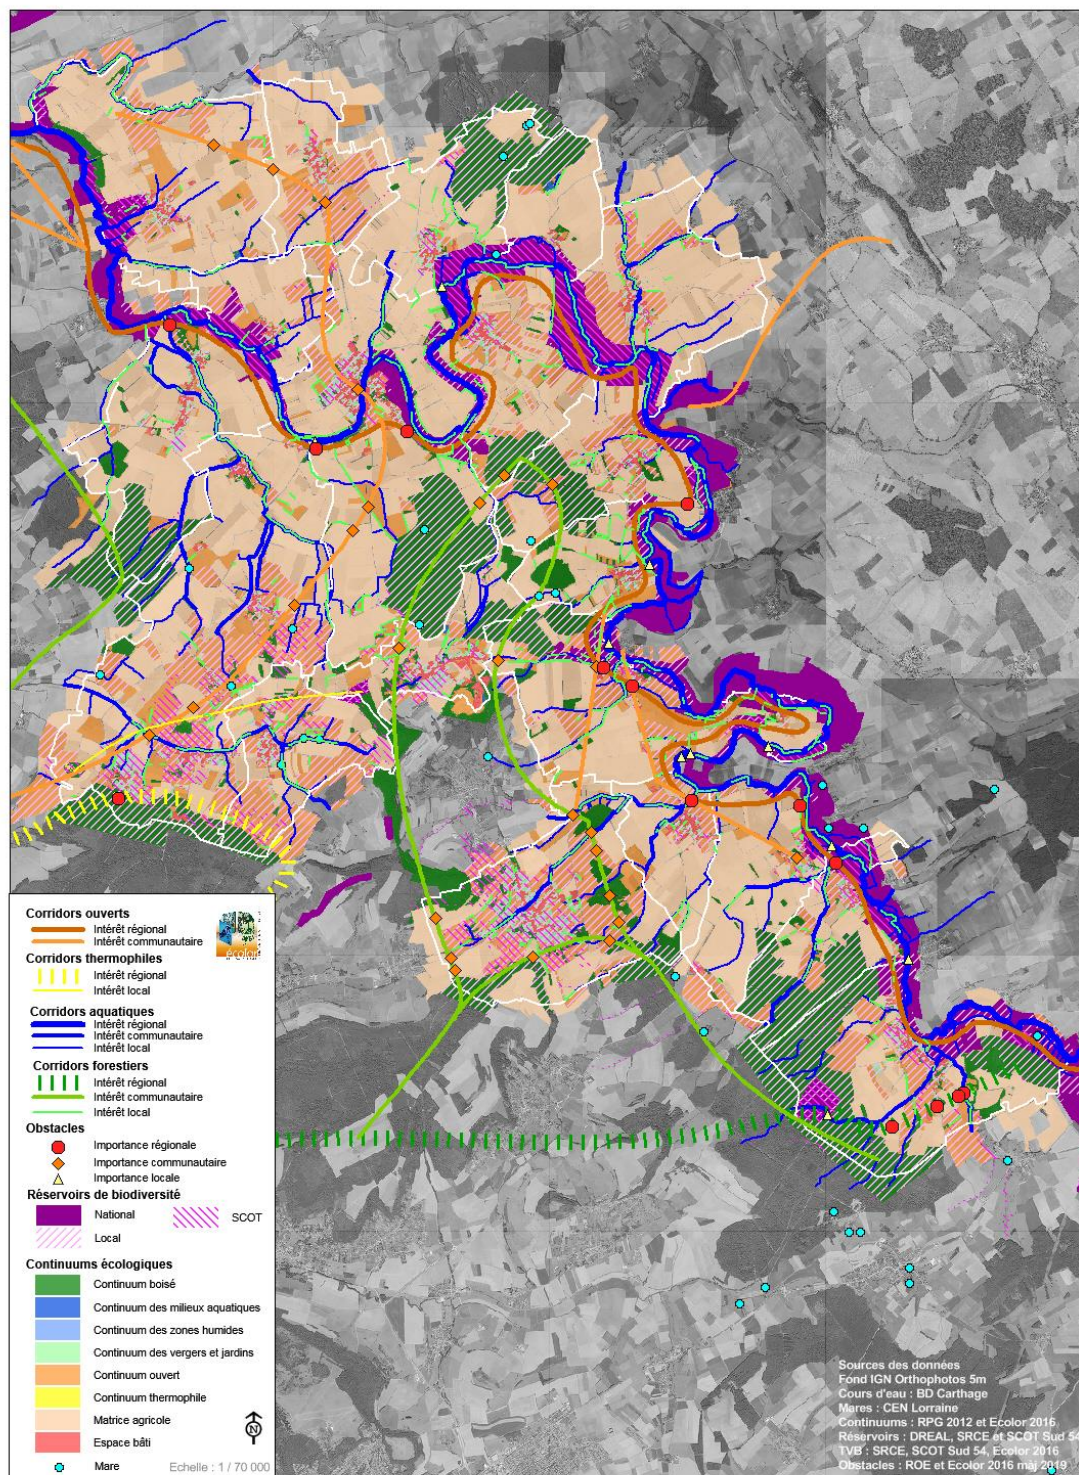 Corridors ouverts
Intérêt régional
Intérêt communautaire
Corridors thermophiles
Intérêt régional
Intérêt local
Corridors aquatiques
Intérêt régional
Intérêt communautaire
Intérêt local
Corridors forestiers
Intérêt régional
Intérêt communautaire
Intérêt local
Obstacles
Importance régionale
Importance communautaire
Importance locale
Réservoirs de biodiversité
National
SCOT
Local
Continuums écologiques
Continuum boisé
Continuum des milieux aquatiques
Continuum des zones humides
Continuum des vergers et jardins
Continuum ouvert
Continuum thermophile
Matrice agricole
Espace bâti
Mare
Echelle : 1 / 70 000
N
ecolor
Sources des données
Fond IGN Orthophotos 5m
Cours d'eau : BD Carthage
Mares : CEN Lorraine
Continuums : RPG 2012 et Ecolor 2016
Réservoirs : DREAL, SRCE et SCOT Sud 54
TVB : SRCE, SCOT Sud 54, Ecolor 2016
Obstacles : ROE et Ecolor 2016 màj 2019